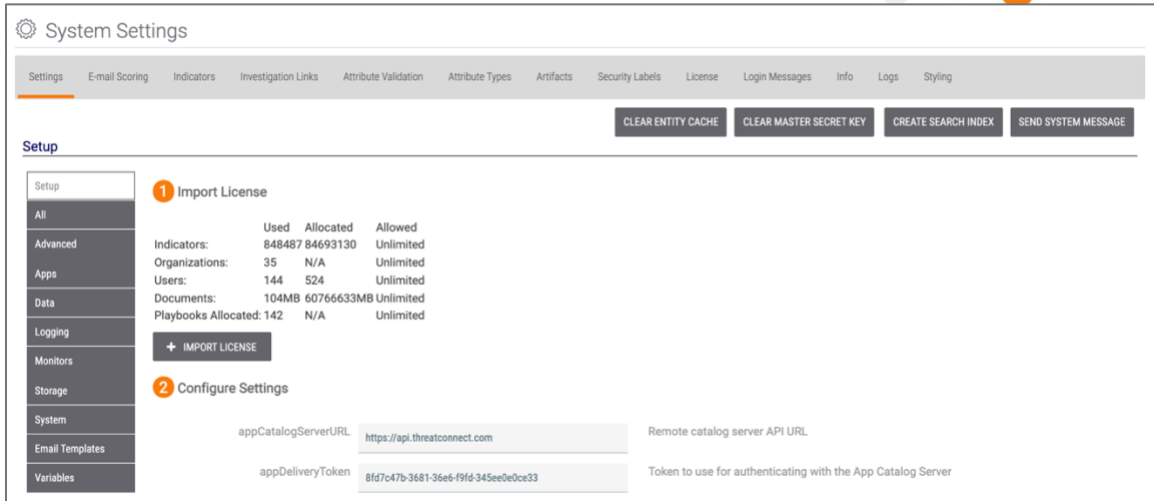 System Settings
Settings E-mail Scoring Indicators Investigation Links Attribute Validation Attribute Types Artifacts Security Labels License Login Messages Info Logs Styling
CLEAR ENTITY CACHE CLEAR MASTER SECRET KEY CREATE SEARCH INDEX SEND SYSTEM MESSAGE
Setup
Setup
All
Advanced
Apps
Data
Logging
Monitors
Storage
System
Email Templates
Variables
1 Import License
Used Allocated Allowed
Indicators: 848487 84693130 Unlimited
Organizations: 35 N/A Unlimited
Users: 144 524 Unlimited
Documents: 104MB 60766633MB Unlimited
Playbooks Allocated: 142 N/A Unlimited
+ IMPORT LICENSE
2 Configure Settings
appCatalogServerURL https://api.threatconnect.com Remote catalog server API URL
appDeliveryToken 8fd7c47b-3681-36e6-f9fd-345ee0e0ce33 Token to use for authenticating with the App Catalog Server